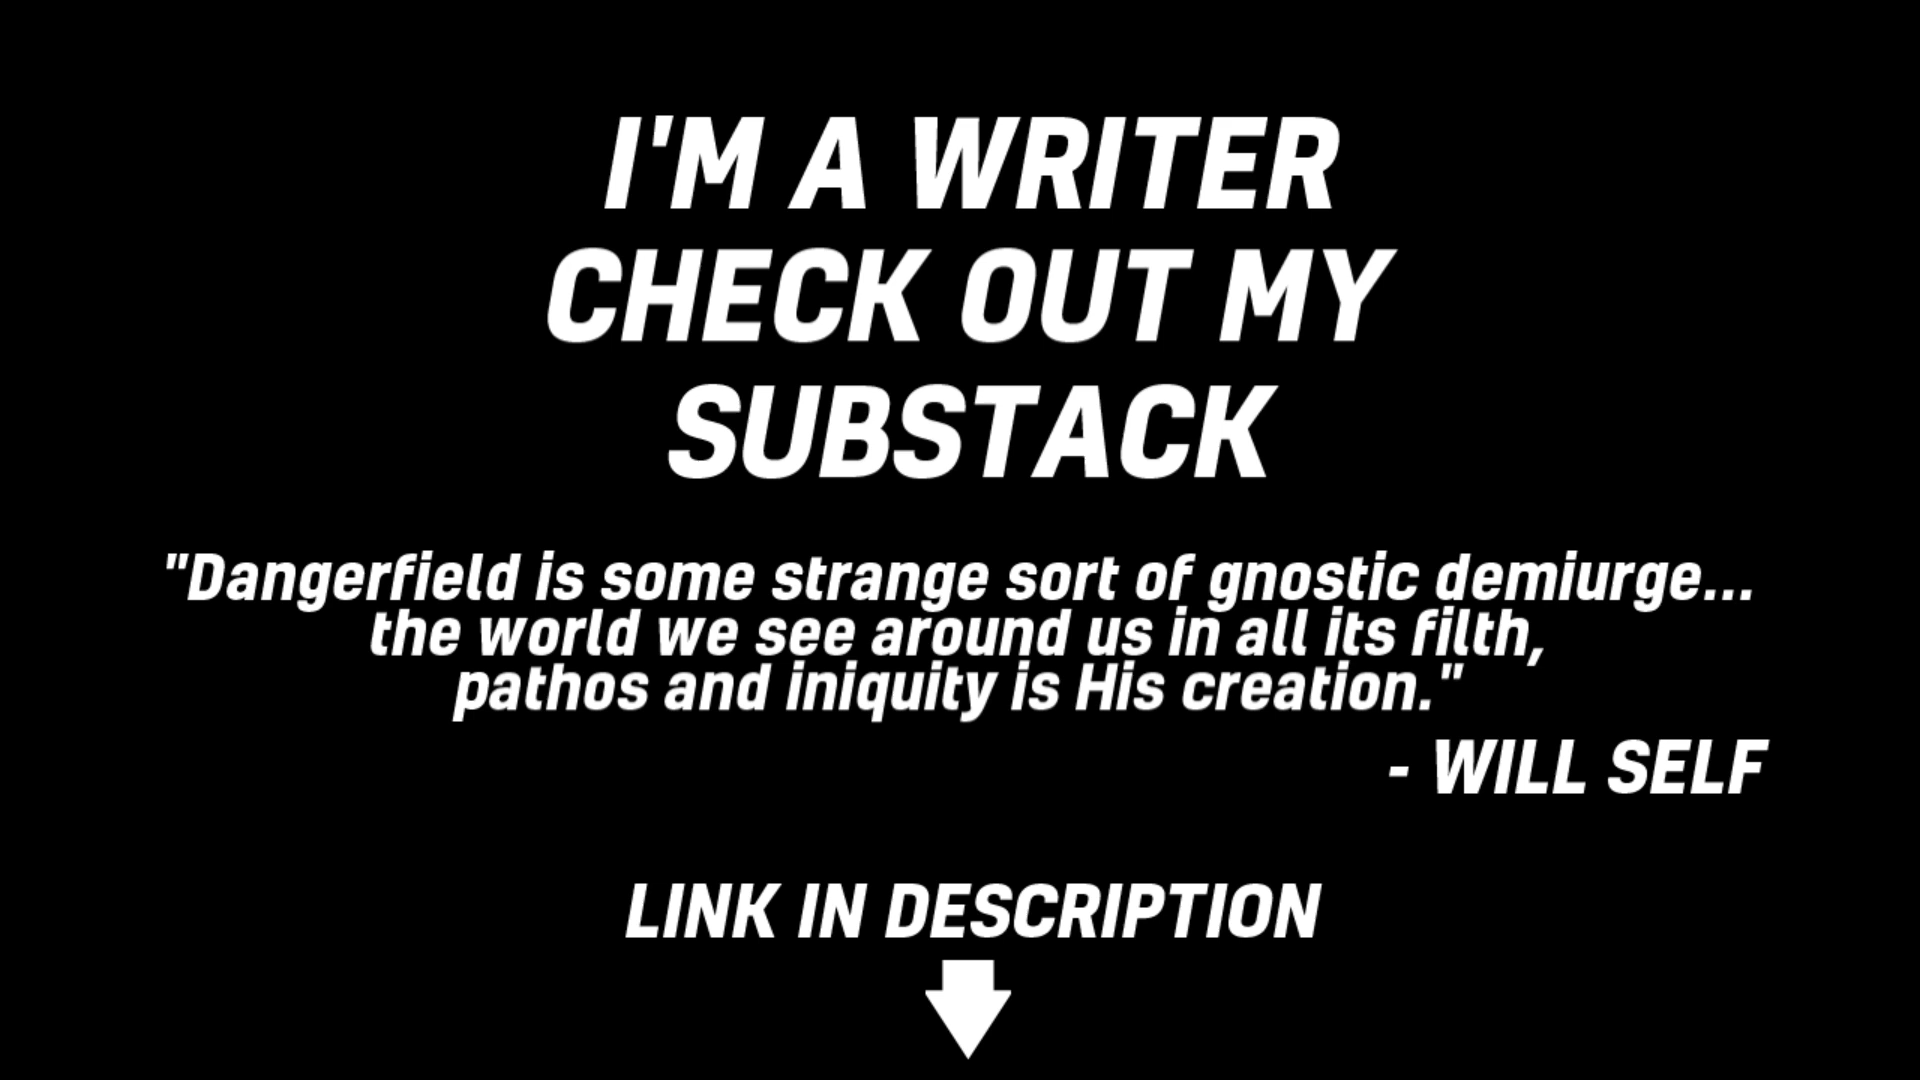 I'M A WRITER
CHECK OUT MY
SUBSTACK
"Dangerfield is some strange sort of gnostic demiurge...
the world we see around us in all its filth,
pathos and iniquity is His creation."
- WILL SELF
LINK IN DESCRIPTION